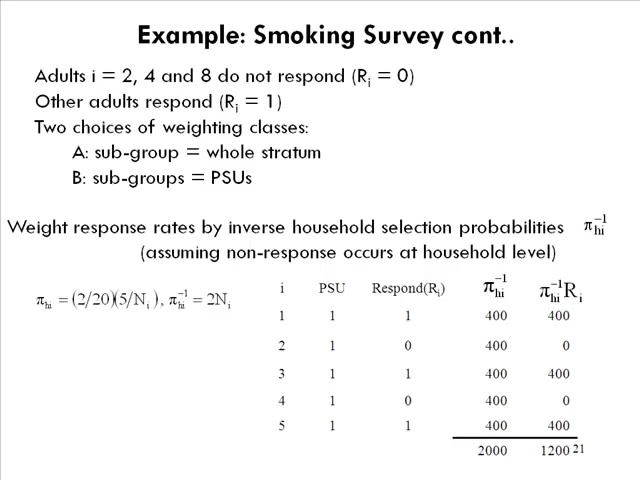 Example: Smoking Survey cont..
Adults i = 2, 4 and 8 do not respond (Ri = 0)
Other adults respond (Ri = 1)
Two choices of weighting classes:
A: sub-group = whole stratum
B: sub-groups = PSUs
Weight response rates by inverse household selection probabilities πhi⁻¹
(assuming non-response occurs at household level)
πhi = (2/20)(5/Ni), πhi⁻¹ = 2Ni
i PSU Respond(Ri) πhi⁻¹ πhi⁻¹Ri
1 1 1 400 400
2 1 0 400 0
3 1 1 400 400
4 1 0 400 0
5 1 1 400 400
2000 1200 21